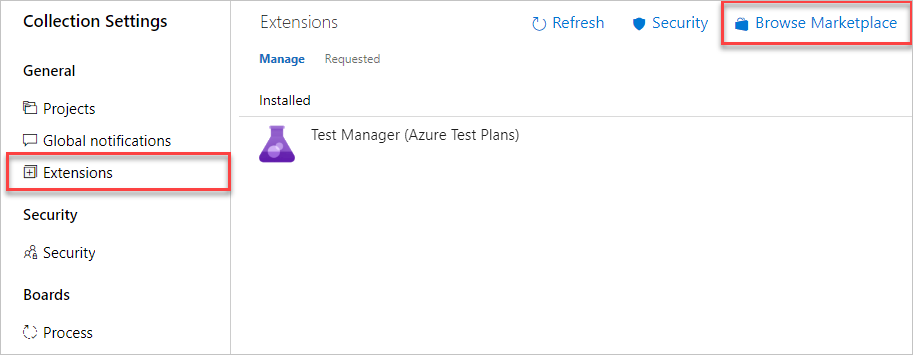 Collection Settings
General
Projects
Global notifications
Extensions
Security
Security
Boards
Process
Extensions
Refresh
Security
Browse Marketplace
Manage
Requested
Installed
Test Manager (Azure Test Plans)